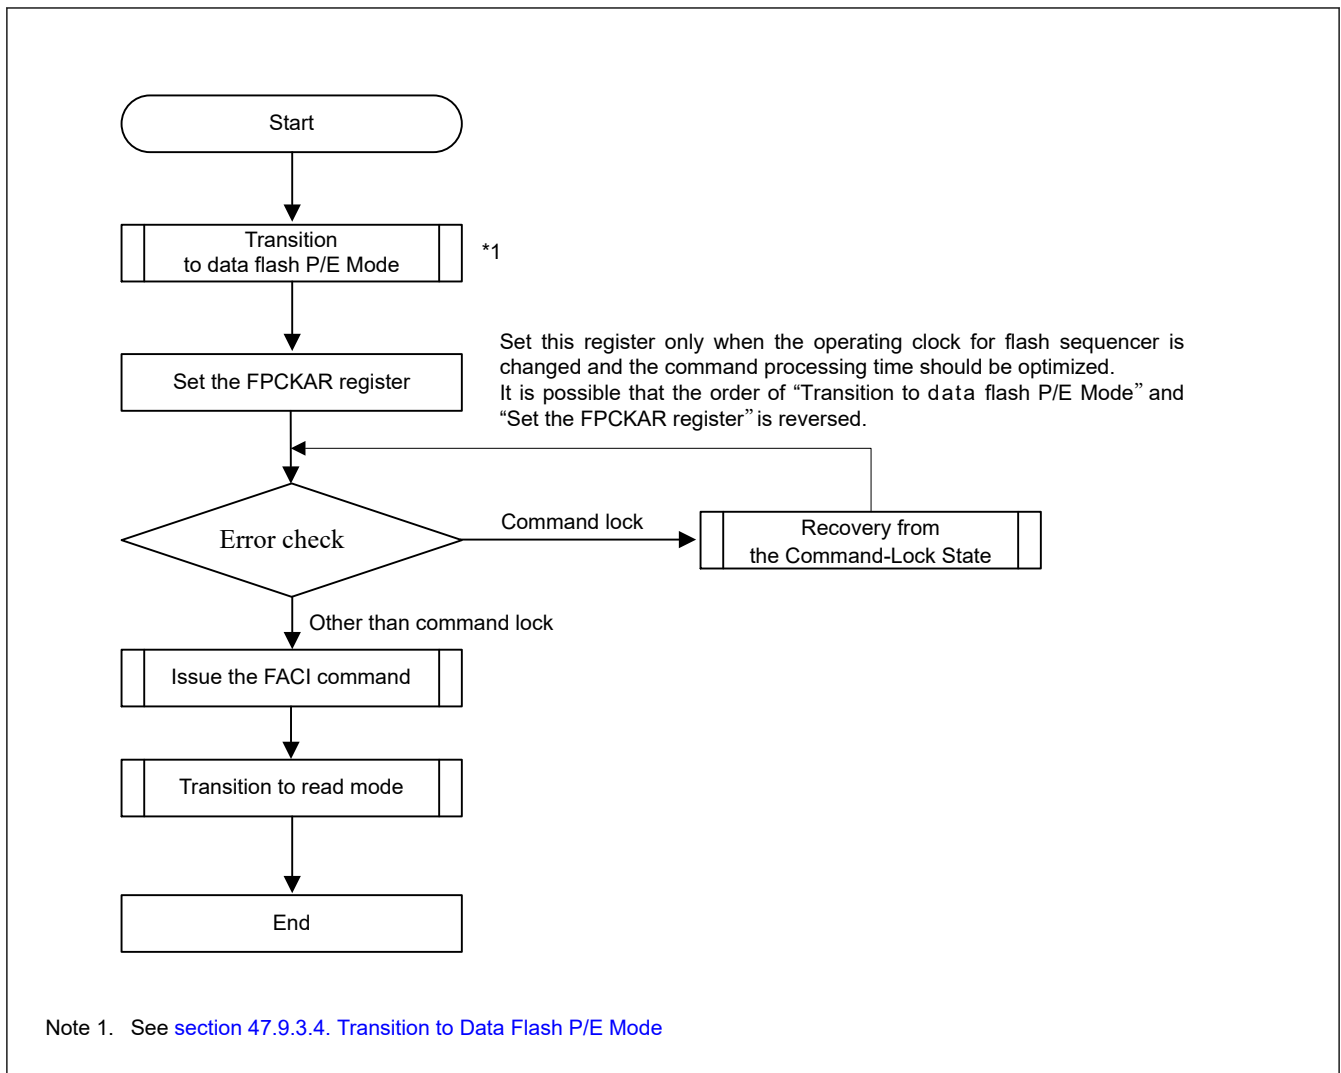 Start
Transition
to data flash P/E Mode
*1
Set this register only when the operating clock for flash sequencer is
changed and the command processing time should be optimized.
It is possible that the order of “Transition to data flash P/E Mode” and
“Set the FPCKAR register” is reversed.
Set the FPCKAR register
Error check
Command lock
Recovery from
the Command-Lock State
Other than command lock
Issue the FACI command
Transition to read mode
End
Note 1. See section 47.9.3.4. Transition to Data Flash P/E Mode